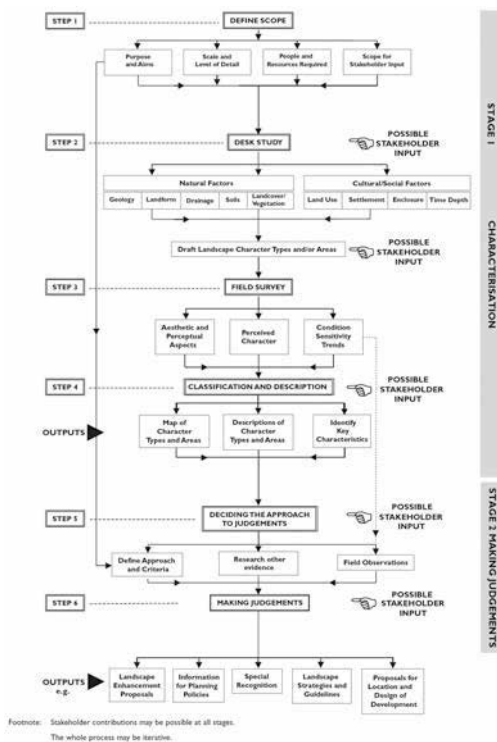 STEP 1
DEFINE SCOPE
Purpose
and Aims
Scale and
Level of Detail
People and
Resources Required
Scope for
Stakeholder Input
STEP 2
DESK STUDY
POSSIBLE
STAKEHOLDER
INPUT
Natural Factors
Geology
Landform
Drainage
Soils
Landcover/
Vegetation
Cultural/Social Factors
Land Use
Settlement
Enclosure
Time Depth
Draft Landscape Character Types and/or Areas
POSSIBLE
STAKEHOLDER
INPUT
STEP 3
FIELD SURVEY
Aesthetic and
Perceptual
Aspects
Perceived
Character
Condition
Sensitivity
Trends
STEP 4
CLASSIFICATION AND DESCRIPTION
POSSIBLE
STAKEHOLDER
INPUT
OUTPUTS
Map of
Character
Types and Areas
Descriptions of
Character
Types and Areas
Identify
Key
Characteristics
STAGE 1
CHARACTERISATION
STEP 5
DECIDING THE APPROACH
TO JUDGEMENTS
POSSIBLE
STAKEHOLDER
INPUT
Define Approach
and Criteria
Research other
evidence
Field Observations
STEP 6
MAKING JUDGEMENTS
POSSIBLE
STAKEHOLDER
INPUT
STAGE 2 MAKING JUDGEMENTS
OUTPUTS
e.g.
Landscape
Enhancement
Proposals
Information
for Planning
Policies
Special
Recognition
Landscape
Strategies and
Guidelines
Proposals for
Location and
Design of
Development
Footnote: Stakeholder contributions may be possible at all stages.
The whole process may be iterative.